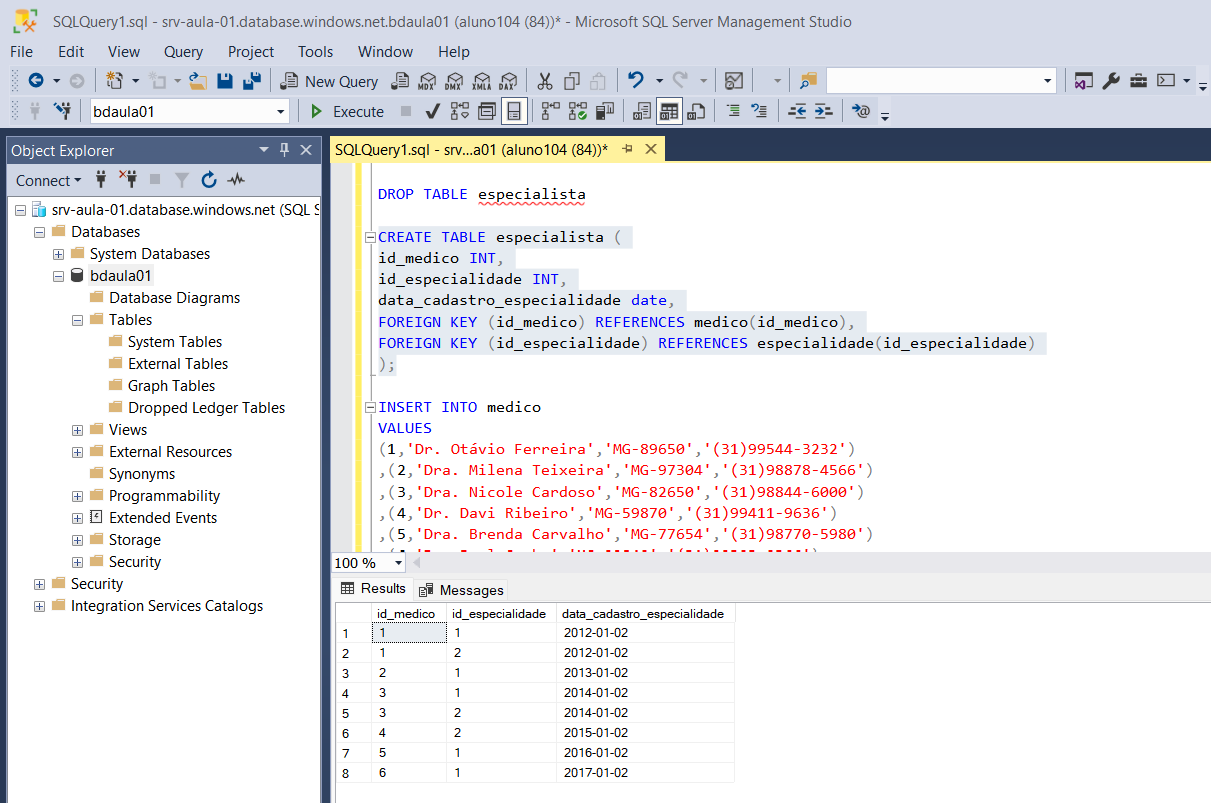 SQLQuery1.sql - srv-aula-01.database.windows.net.bdaula01 (aluno104 (84))* - Microsoft SQL Server Management Studio
File Edit View Query Project Tools Window Help
New Query MDX DMX XMLA DAX
bdaula01 Execute
Object Explorer
Connect
srv-aula-01.database.windows.net (SQL S
Databases
System Databases
bdaula01
Database Diagrams
Tables
System Tables
External Tables
Graph Tables
Dropped Ledger Tables
Views
External Resources
Synonyms
Programmability
Extended Events
Storage
Security
Security
Integration Services Catalogs
SQLQuery1.sql - srv...a01 (aluno104 (84))*
DROP TABLE especialista
CREATE TABLE especialista (
id_medico INT,
id_especialidade INT,
data_cadastro_especialidade date,
FOREIGN KEY (id_medico) REFERENCES medico(id_medico),
FOREIGN KEY (id_especialidade) REFERENCES especialidade(id_especialidade)
);
INSERT INTO medico
VALUES
(1,'Dr. Otávio Ferreira','MG-89650','(31)99544-3232')
,(2,'Dra. Milena Teixeira','MG-97304','(31)98878-4566')
,(3,'Dra. Nicole Cardoso','MG-82650','(31)98844-6000')
,(4,'Dr. Davi Ribeiro','MG-59870','(31)99411-9636')
,(5,'Dra. Brenda Carvalho','MG-77654','(31)98770-5980')
100 %
Results Messages
id_medico id_especialidade data_cadastro_especialidade
1 1 1 2012-01-02
2 1 2 2012-01-02
3 2 1 2013-01-02
4 3 1 2014-01-02
5 3 2 2014-01-02
6 4 2 2015-01-02
7 5 1 2016-01-02
8 6 1 2017-01-02